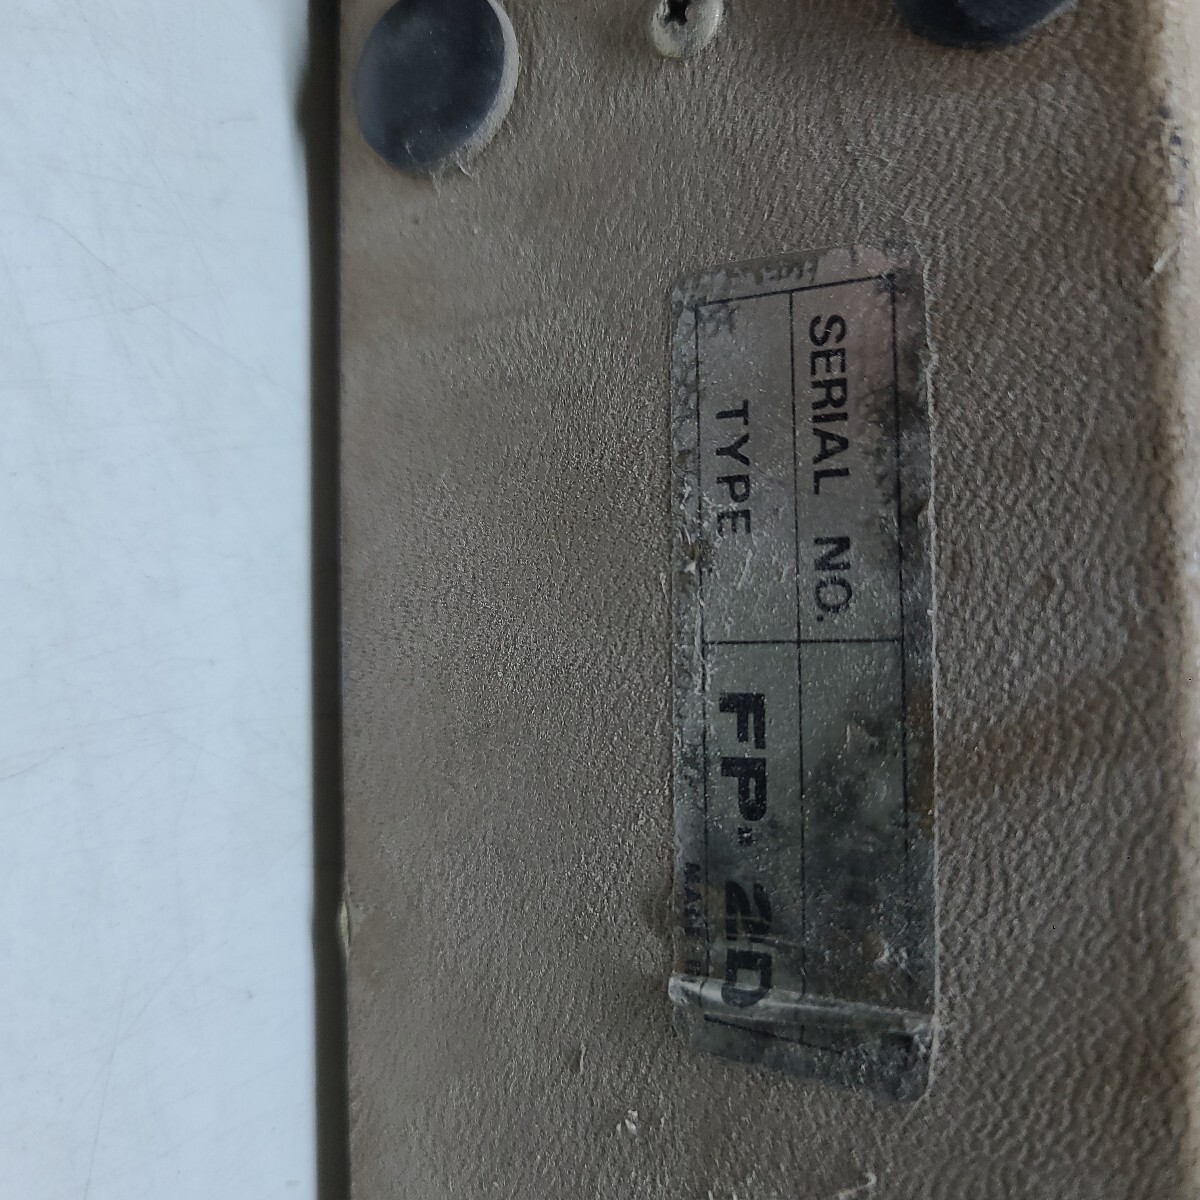 SERIAL NO.
TYPE FP-2D